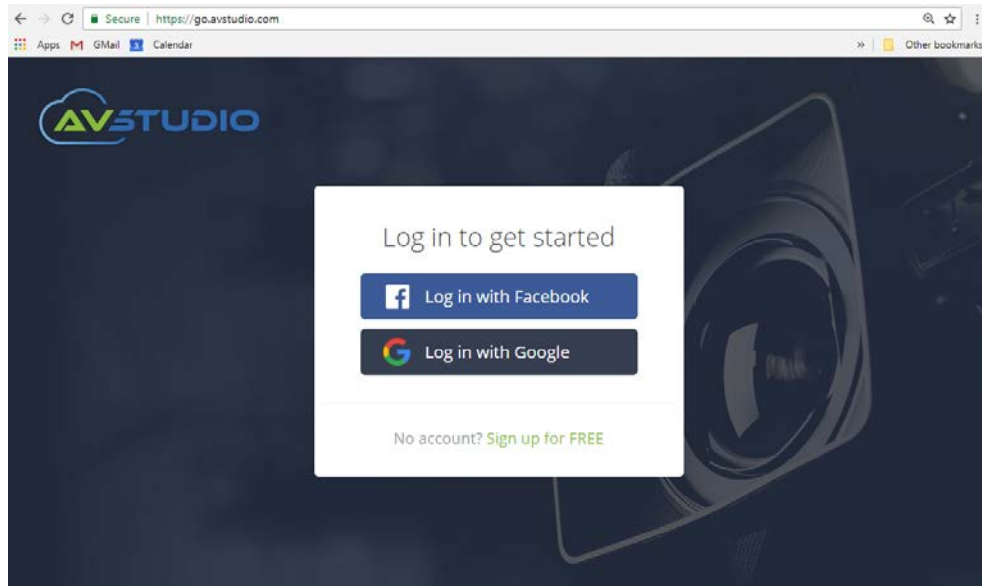 Secure | https://go.avstudio.com
Apps GMail 3 Calendar » Other bookmarks
AVSTUDIO
Log in to get started
Log in with Facebook
Log in with Google
No account? Sign up for FREE